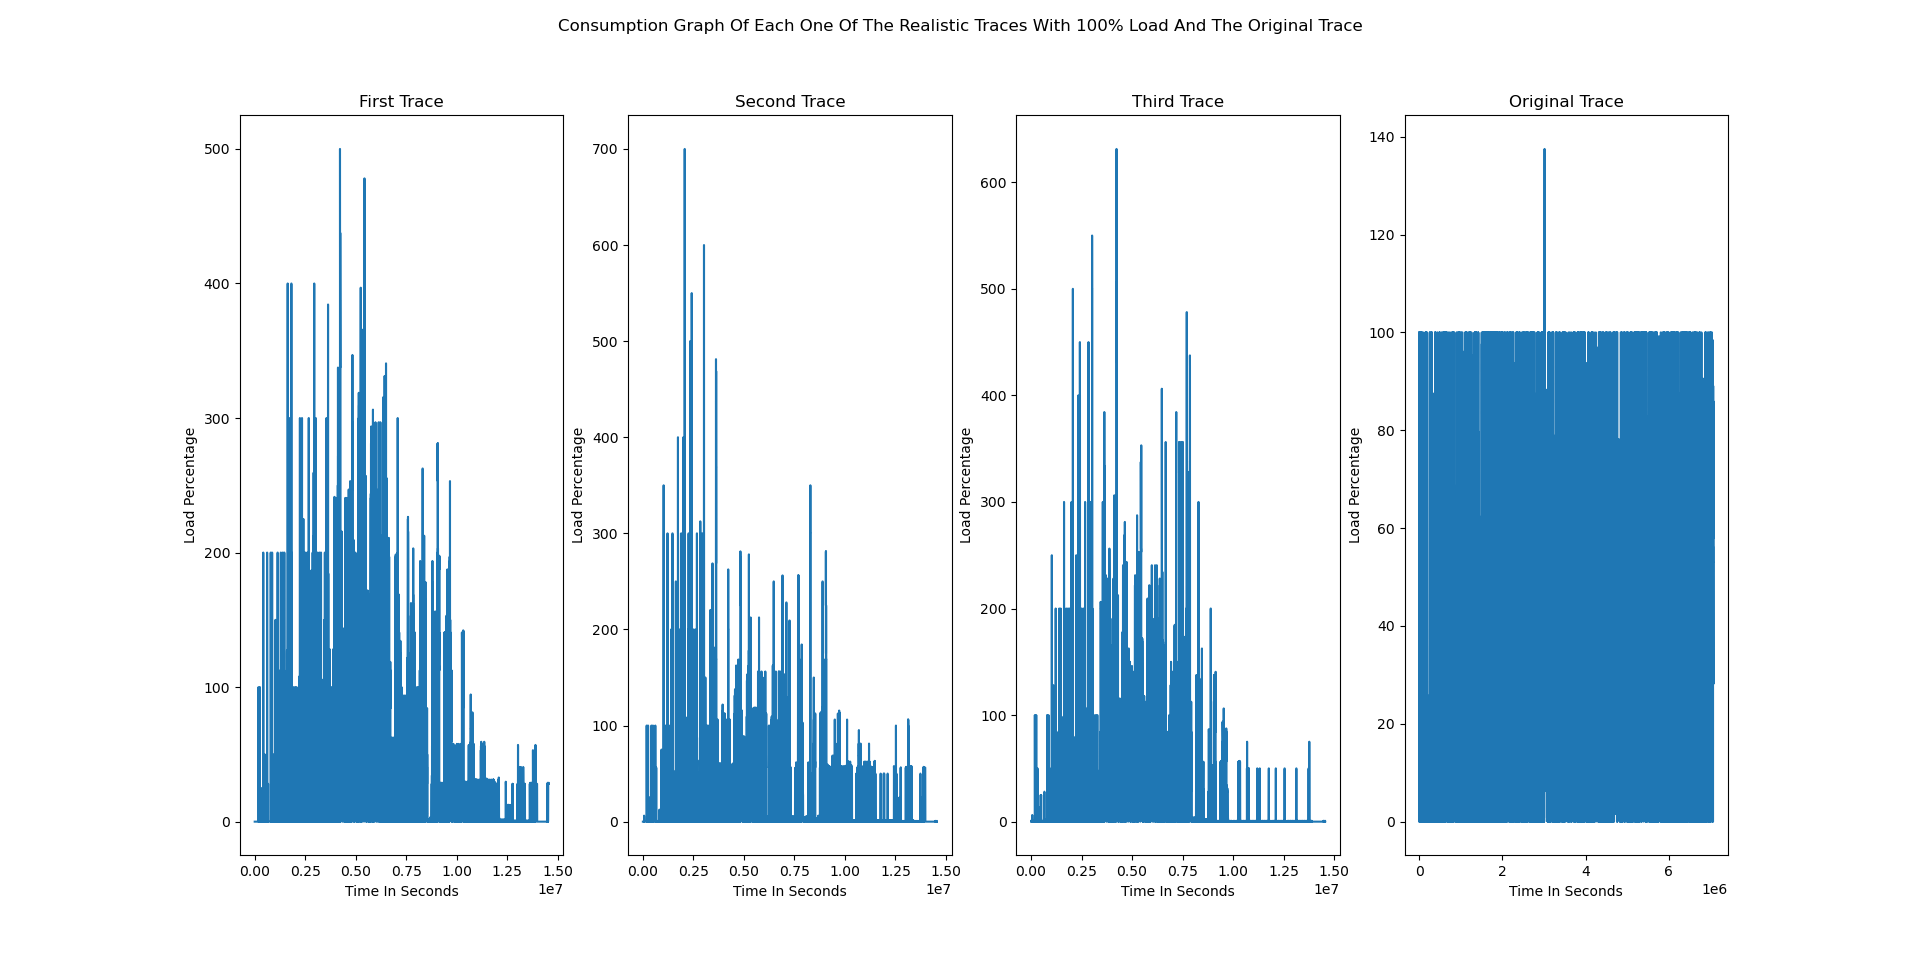 Consumption Graph Of Each One Of The Realistic Traces With 100% Load And The Original Trace
First Trace
500
400
300
200
100
0
Load Percentage
0.00 0.25 0.50 0.75 1.00 1.25 1.50
1e7
Time In Seconds
Second Trace
700
600
500
400
300
200
100
0
Load Percentage
0.00 0.25 0.50 0.75 1.00 1.25 1.50
1e7
Time In Seconds
Third Trace
600
500
400
300
200
100
0
Load Percentage
0.00 0.25 0.50 0.75 1.00 1.25 1.50
1e7
Time In Seconds
Original Trace
140
120
100
80
60
40
20
0
Load Percentage
0 2 4 6
1e6
Time In Seconds